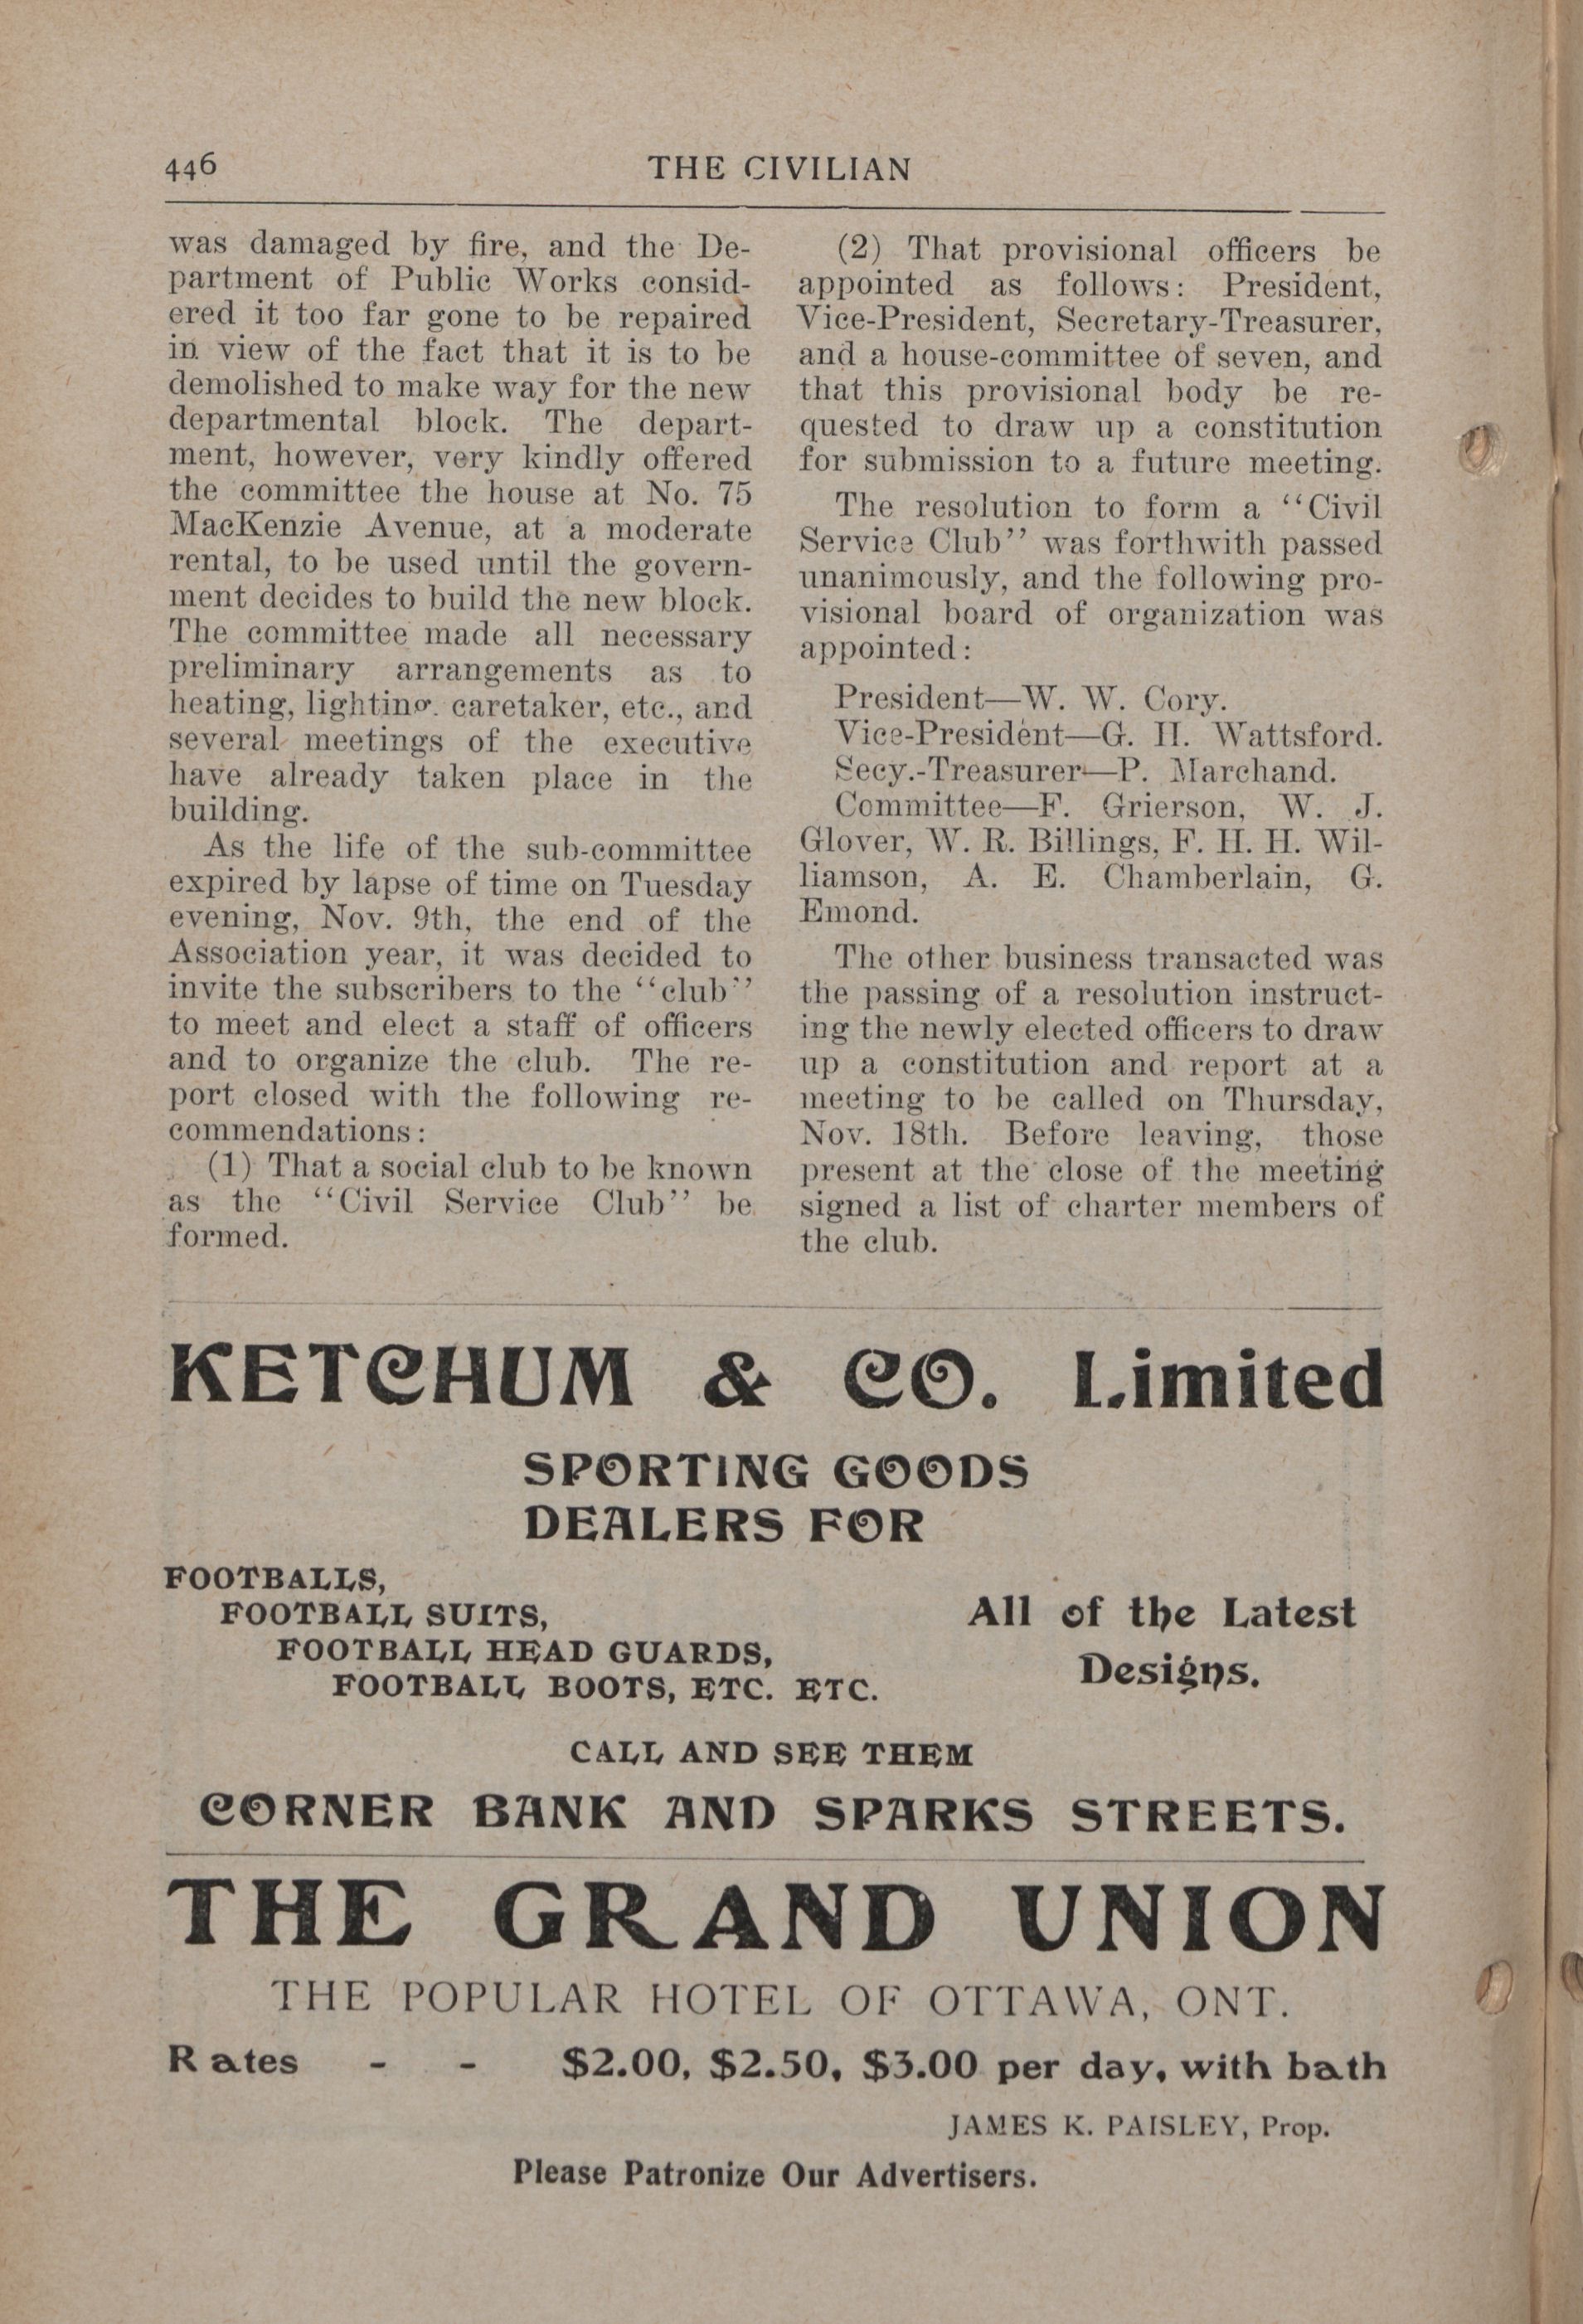 446
THE CIVILIAN
was damaged by fire, and the De-
partment of Public Works consid-
ered it too far gone to be repaired
in view of the fact that it is to be
demolished to make way for the new
departmental block. The depart-
ment, however, very kindly offered
the committee the house at No. 75
MacKenzie Avenue, at a moderate
rental, to be used until the govern-
ment decides to build the new block.
The committee made all necessary
preliminary arrangements as to
heating, lighting. caretaker, etc., and
several meetings of the executive
have already taken place in the
building.
As the life of the sub-committee
expired by lapse of time on Tuesday
evening, Nov. 9th, the end of the
Association year, it was decided to
invite the subscribers to the "club"
to meet and elect a staff of officers
and to organize the club. The re-
port closed with the following re-
commendations:
(1) That a social club to be known
as the "Civil Service Club" be
formed.
(2) That provisional officers be
appointed as follows: President,
Vice-President, Secretary-Treasurer,
and a house-committee of seven, and
that this provisional body be re-
quested to draw up a constitution
for submission to a future meeting.
The resolution to form a "Civil
Service Club" was forthwith passed
unanimously, and the following pro-
visional board of organization was
appointed:
President—W. W. Cory.
Vice-President—G. H. Wattsford.
Secy.-Treasurer—P. Marchand.
Committee—F. Grierson, W. J.
Glover, W. R. Billings, F. H. H. Wil-
liamson, A. E. Chamberlain, G.
Emond.
The other business transacted was
the passing of a resolution instruct-
ing the newly elected officers to draw
up a constitution and report at a
meeting to be called on Thursday,
Nov. 18th. Before leaving, those
present at the close of the meeting
signed a list of charter members of
the club.
KETCHUM & CO. Limited
SPORTING GOODS
DEALERS FOR
FOOTBALLS,
FOOTBALL SUITS,
FOOTBALL HEAD GUARDS,
FOOTBALL BOOTS, ETC. ETC.
All of the Latest
Designs.
CALL AND SEE THEM
CORNER BANK AND SPARKS STREETS.
THE GRAND UNION
THE POPULAR HOTEL OF OTTAWA, ONT.
Rates - - $2.00, $2.50, $3.00 per day, with bath
JAMES K. PAISLEY, Prop.
Please Patronize Our Advertisers.